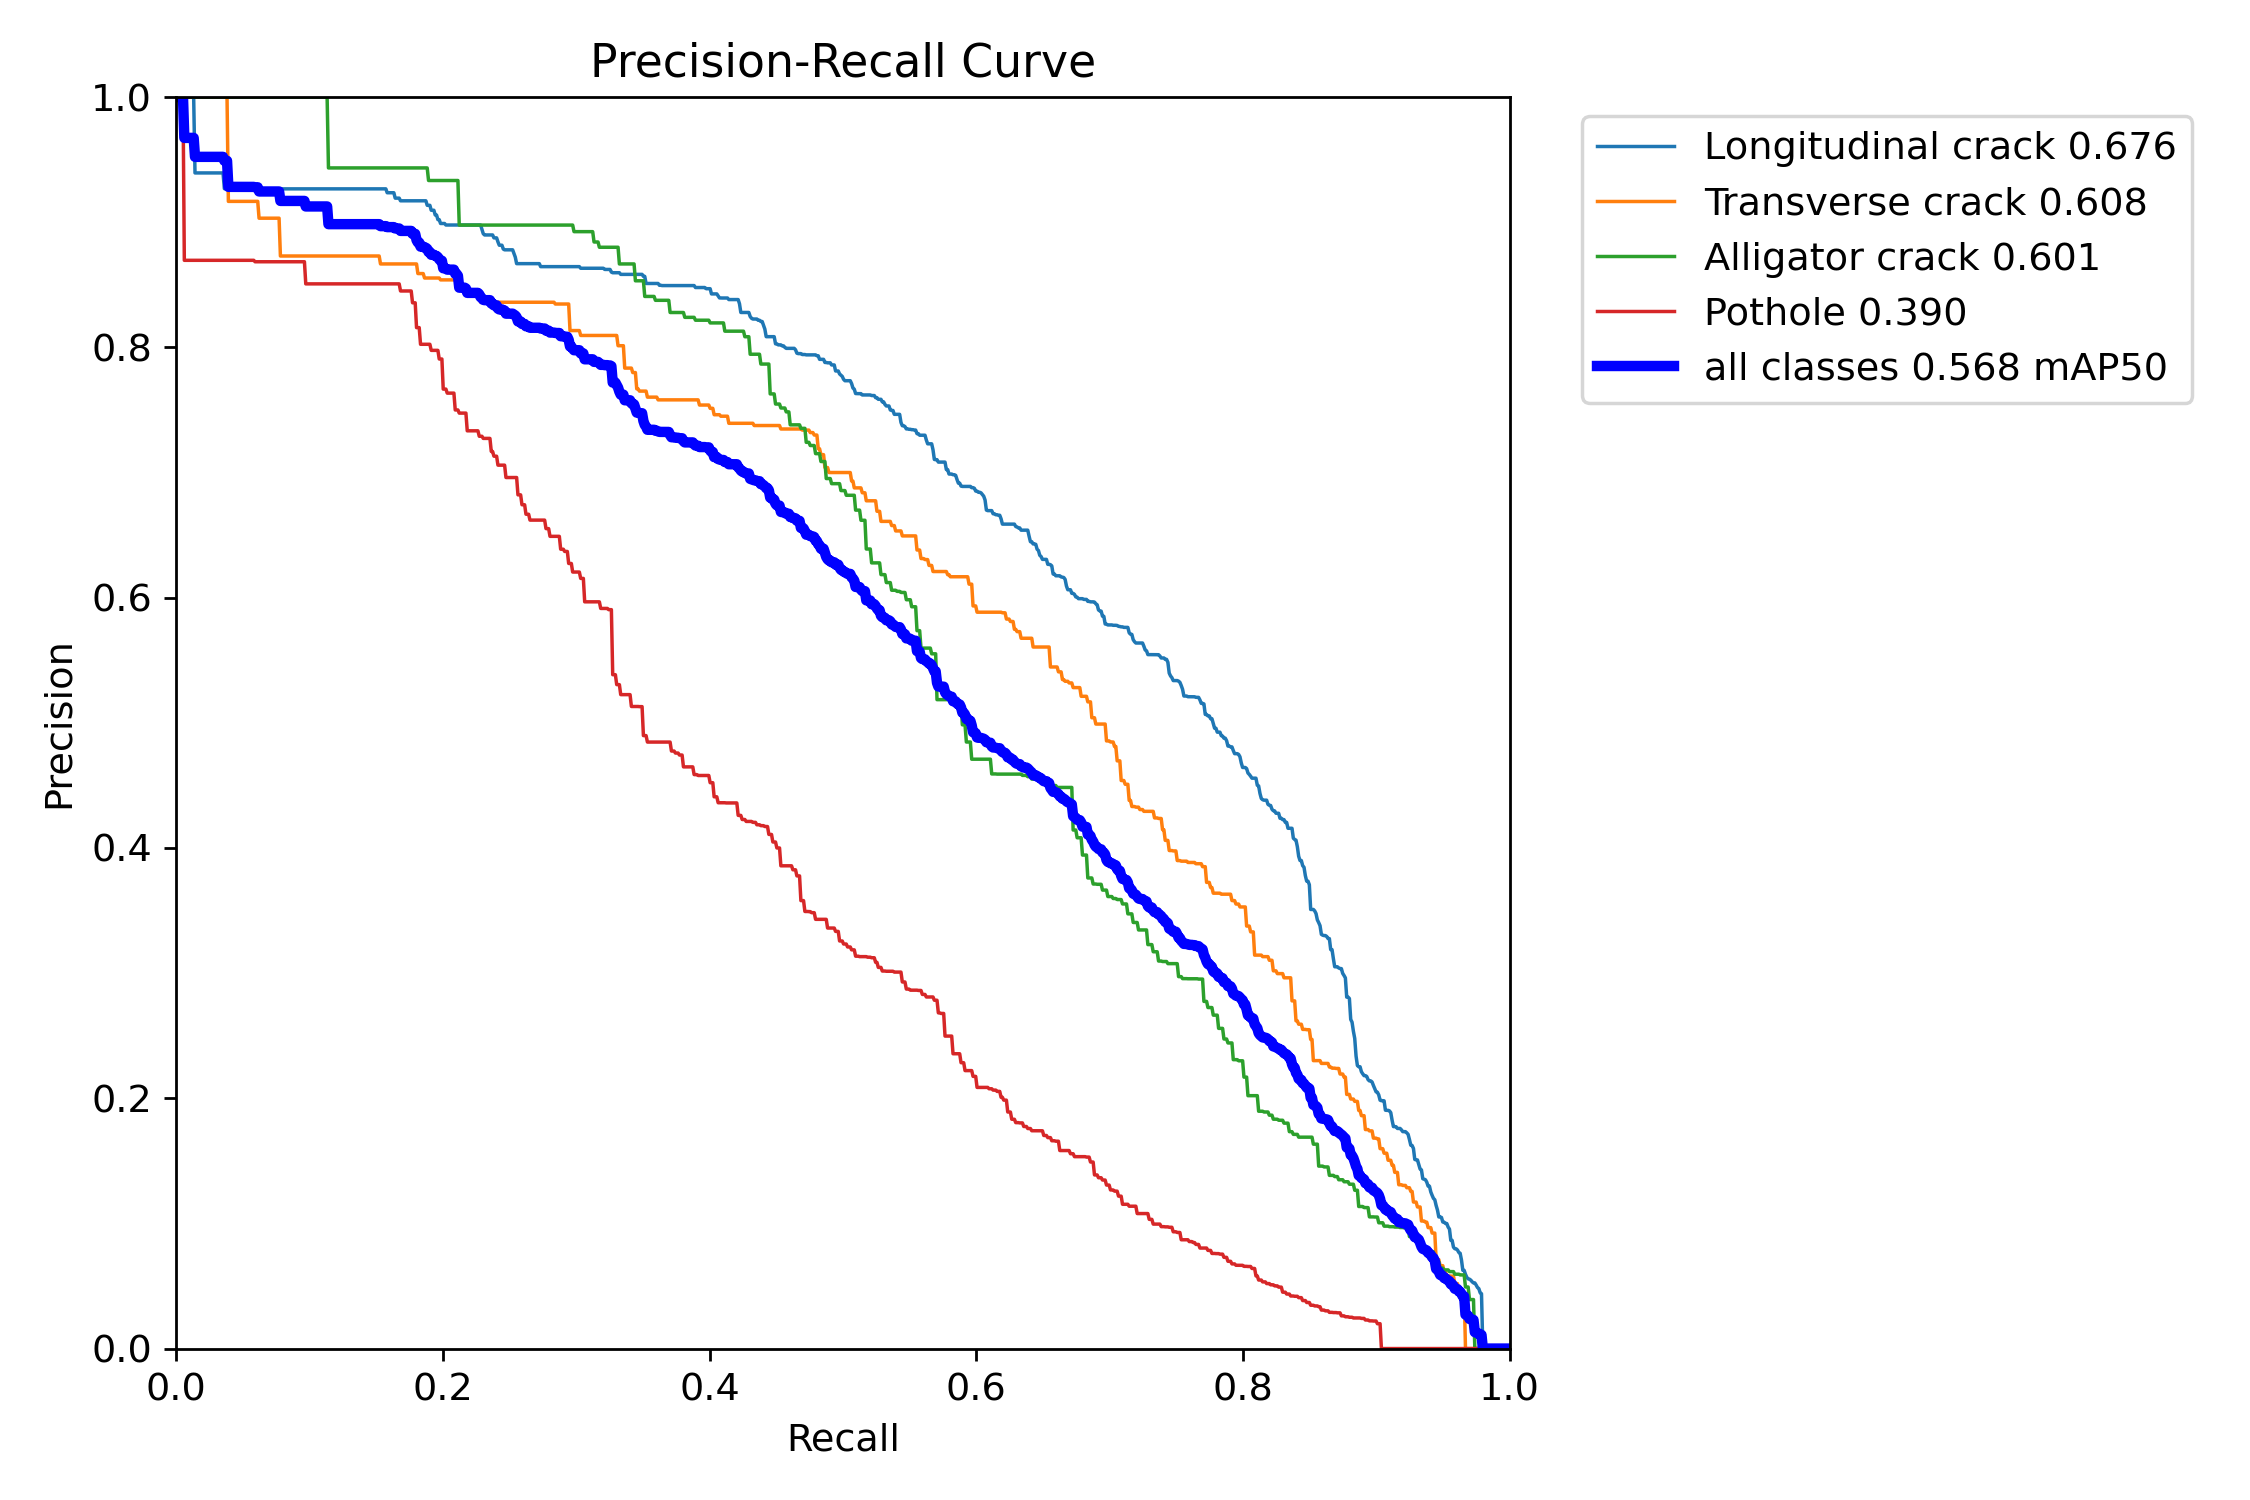 Precision-Recall Curve
1.0
0.8
0.6
0.4
0.2
0.0
Precision
0.0 0.2 0.4 0.6 0.8 1.0
Recall
Longitudinal crack 0.676
Transverse crack 0.608
Alligator crack 0.601
Pothole 0.390
all classes 0.568 mAP50